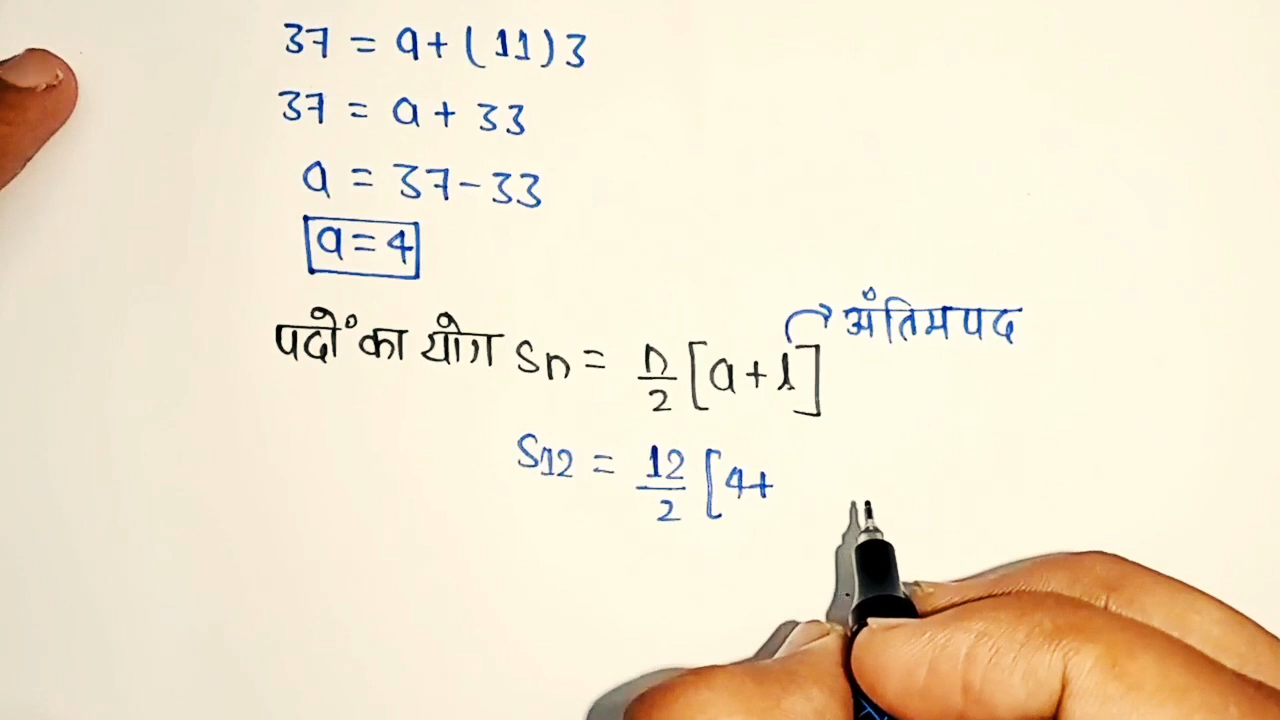 37 = a + (11) 3
37 = a + 33
a = 37 - 33
a = 4
अंतिम पद
पदों का योग Sn = n/2 [a + l]
S12 = 12/2 [4+